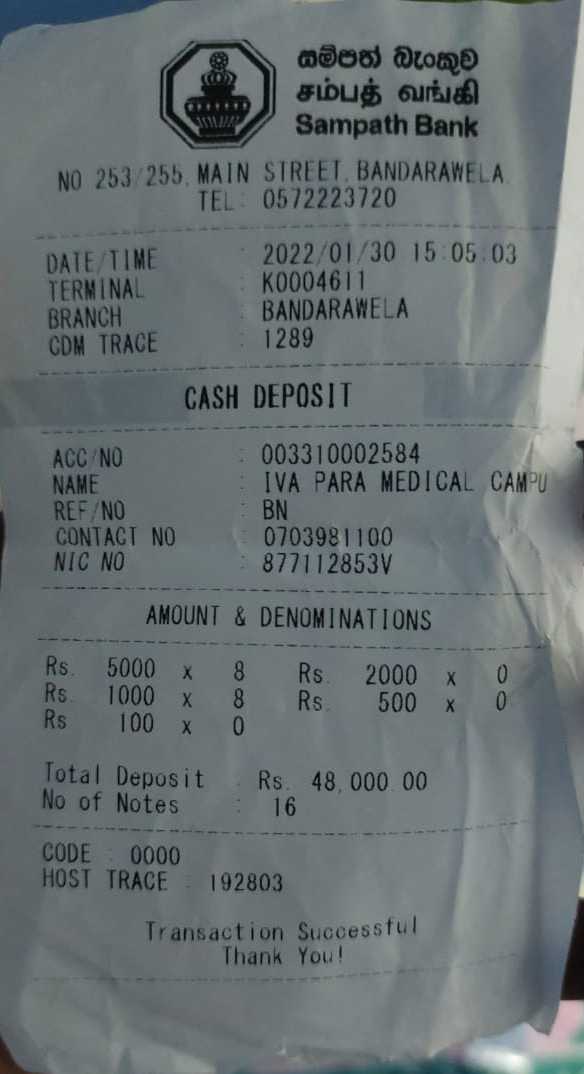 සම්පත් බැංකුව
சம்பத் வங்கி
Sampath Bank
NO 253/255, MAIN STREET, BANDARAWELA.
TEL: 0572223720
DATE/TIME : 2022/01/30 15:05:03
TERMINAL : K0004611
BRANCH : BANDARAWELA
CDM TRACE : 1289
CASH DEPOSIT
ACC/NO : 003310002584
NAME : IVA PARA MEDICAL CAMPU
REF/NO : BN
CONTACT NO : 0703981100
NIC NO : 877112853V
AMOUNT & DENOMINATIONS
Rs. 5000 x 8 Rs. 2000 x 0
Rs. 1000 x 8 Rs. 500 x 0
Rs 100 x 0
Total Deposit : Rs. 48,000.00
No of Notes : 16
CODE : 0000
HOST TRACE : 192803
Transaction Successful
Thank You!